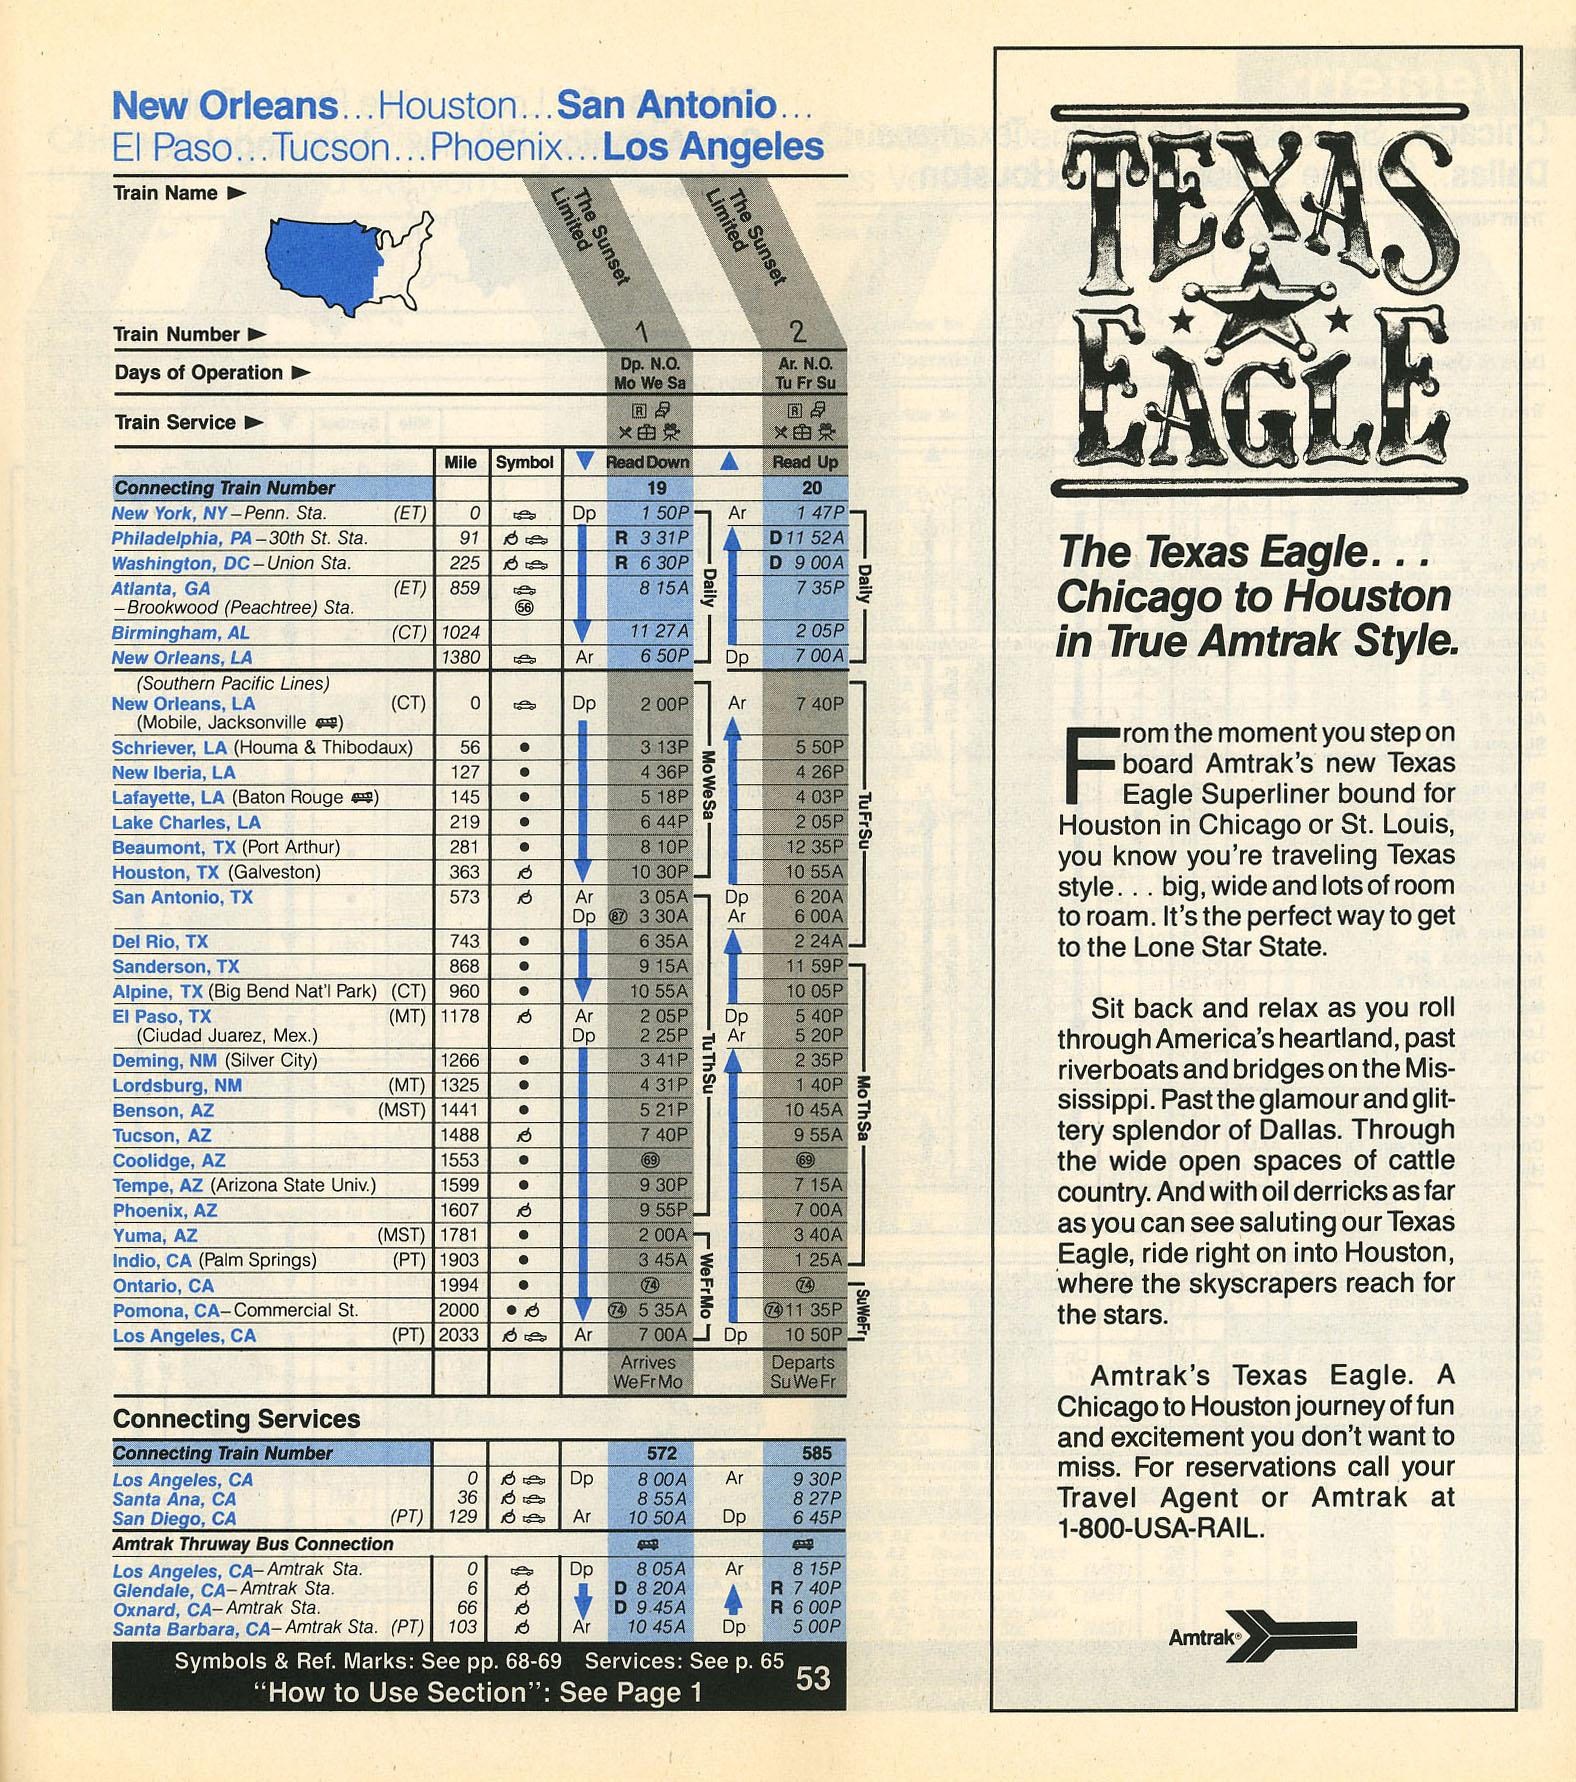 New Orleans...Houston...San Antonio...
El Paso...Tucson...Phoenix...Los Angeles
Train Name ►
The Sunset Limited
The Sunset Limited
Train Number ► 1 2
Days of Operation ► Dp. N.O. Mo We Sa Ar. N.O. Tu Fr Su
Train Service ► R R
Mile Symbol ▼ Read Down ▲ Read Up
Connecting Train Number 19 20
New York, NY–Penn. Sta. (ET) 0 Dp 1 50P Ar 1 47P
Philadelphia, PA–30th St. Sta. 91 R 3 31P D 11 52A
Washington, DC–Union Sta. 225 R 6 30P D 9 00A
Atlanta, GA (ET) 859 8 15A 7 35P
–Brookwood (Peachtree) Sta. 56
Birmingham, AL (CT) 1024 11 27A 2 05P
New Orleans, LA 1380 Ar 6 50P Dp 7 00A
Daily
Daily
(Southern Pacific Lines)
New Orleans, LA (CT) 0 Dp 2 00P Ar 7 40P
(Mobile, Jacksonville )
Schriever, LA (Houma & Thibodaux) 56 ● 3 13P 5 50P
New Iberia, LA 127 ● 4 36P 4 26P
Lafayette, LA (Baton Rouge ) 145 ● 5 18P 4 03P
Lake Charles, LA 219 ● 6 44P 2 05P
Beaumont, TX (Port Arthur) 281 ● 8 10P 12 35P
Houston, TX (Galveston) 363 10 30P 10 55A
San Antonio, TX 573 Ar 3 05A Dp 6 20A
Dp 87 3 30A Ar 6 00A
Del Rio, TX 743 ● 6 35A 2 24A
Sanderson, TX 868 ● 9 15A 11 59P
Alpine, TX (Big Bend Nat'l Park) (CT) 960 ● 10 55A 10 05P
El Paso, TX (MT) 1178 Ar 2 05P Dp 5 40P
(Ciudad Juarez, Mex.) Dp 2 25P Ar 5 20P
Deming, NM (Silver City) 1266 ● 3 41P 2 35P
Lordsburg, NM (MT) 1325 ● 4 31P 1 40P
Benson, AZ (MST) 1441 ● 5 21P 10 45A
Tucson, AZ 1488 7 40P 9 55A
Coolidge, AZ 1553 ● 69 69
Tempe, AZ (Arizona State Univ.) 1599 ● 9 30P 7 15A
Phoenix, AZ 1607 9 55P 7 00A
Yuma, AZ (MST) 1781 ● 2 00A 3 40A
Indio, CA (Palm Springs) (PT) 1903 ● 3 45A 1 25A
Ontario, CA 1994 ● 74 74
Pomona, CA–Commercial St. 2000 ● 74 5 35A 74 11 35P
Los Angeles, CA (PT) 2033 Ar 7 00A Dp 10 50P
MoWeSa
TuThSu
WeFrMo
TuFrSu
MoThSa
SuWeFr
Arrives Departs
WeFrMo SuWeFr
Connecting Services
Connecting Train Number 572 585
Los Angeles, CA 0 Dp 8 00A Ar 9 30P
Santa Ana, CA 36 8 55A 8 27P
San Diego, CA (PT) 129 Ar 10 50A Dp 6 45P
Amtrak Thruway Bus Connection
Los Angeles, CA–Amtrak Sta. 0 Dp 8 05A Ar 8 15P
Glendale, CA–Amtrak Sta. 6 D 8 20A R 7 40P
Oxnard, CA–Amtrak Sta. 66 D 9 45A R 6 00P
Santa Barbara, CA–Amtrak Sta. (PT) 103 Ar 10 45A Dp 5 00P
Symbols & Ref. Marks: See pp. 68-69 Services: See p. 65
"How to Use Section": See Page 1 53
TEXAS
EAGLE
The Texas Eagle...
Chicago to Houston
in True Amtrak Style.
From the moment you step on
board Amtrak's new Texas
Eagle Superliner bound for
Houston in Chicago or St. Louis,
you know you're traveling Texas
style... big, wide and lots of room
to roam. It's the perfect way to get
to the Lone Star State.
Sit back and relax as you roll
through America's heartland, past
riverboats and bridges on the Mis-
sissippi. Past the glamour and glit-
tery splendor of Dallas. Through
the wide open spaces of cattle
country. And with oil derricks as far
as you can see saluting our Texas
Eagle, ride right on into Houston,
where the skyscrapers reach for
the stars.
Amtrak's Texas Eagle. A
Chicago to Houston journey of fun
and excitement you don't want to
miss. For reservations call your
Travel Agent or Amtrak at
1-800-USA-RAIL.
Amtrak®